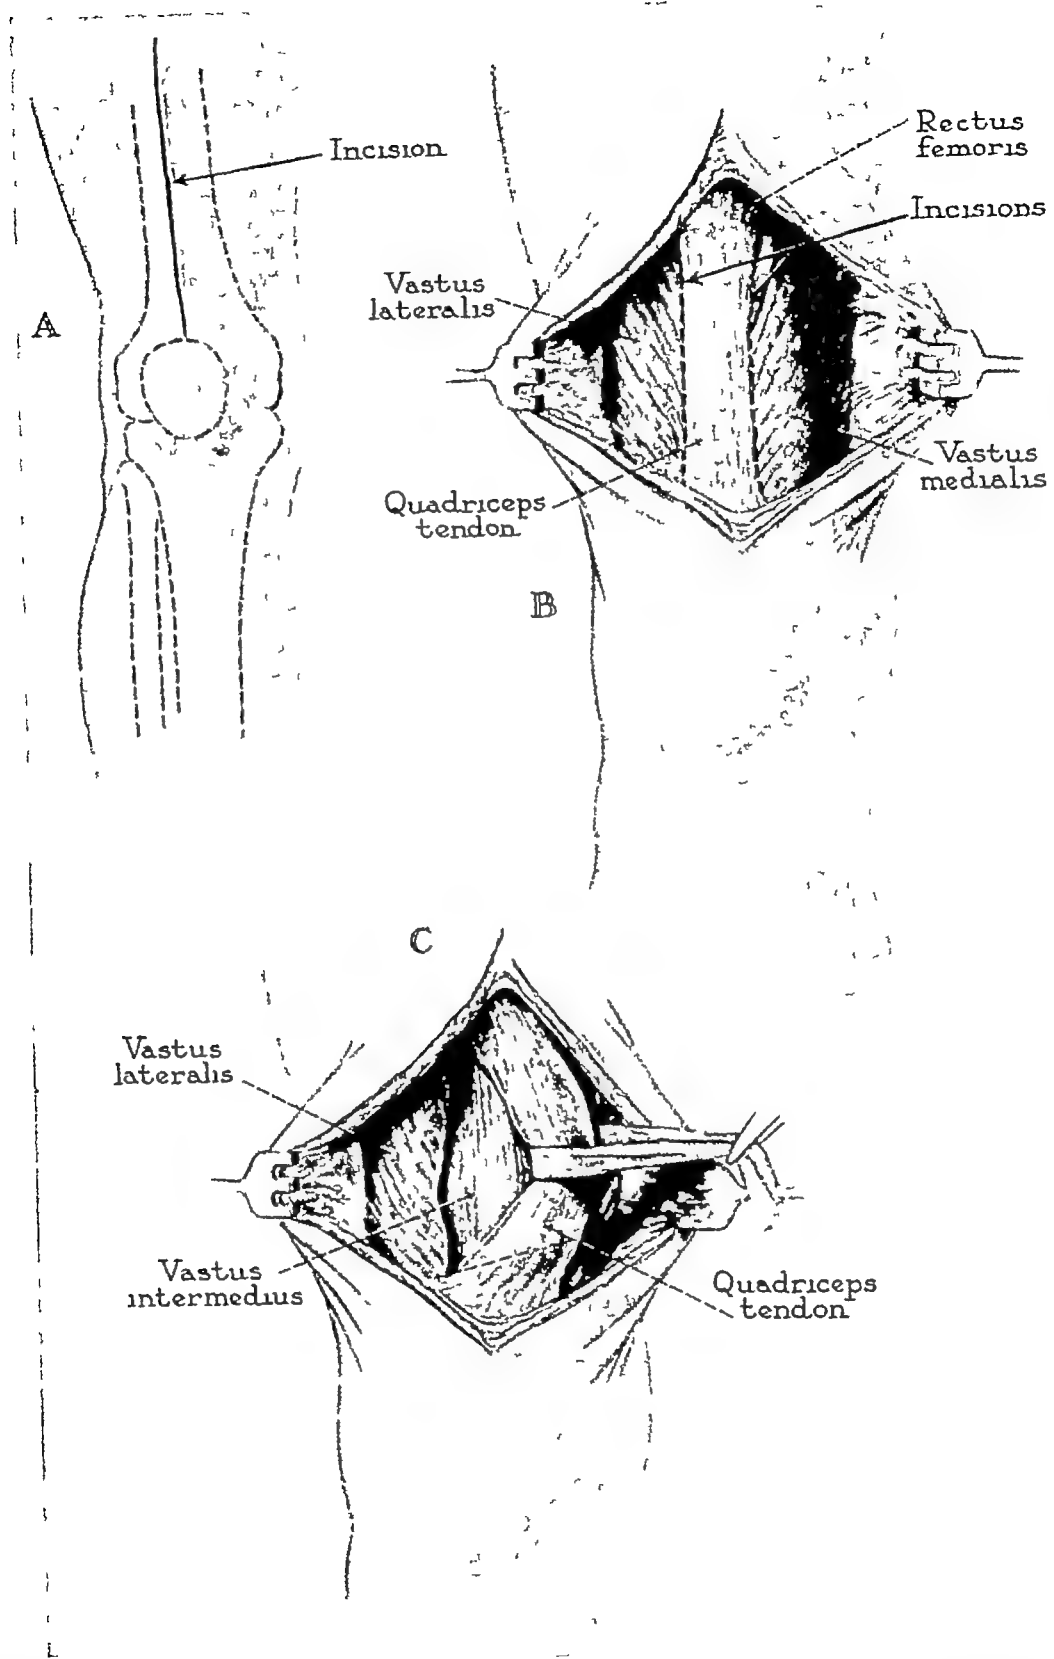 Incision
A
Rectus
femoris
Incisions
Vastus
lateralis
Vastus
medialis
Quadriceps
tendon
B
C
Vastus
lateralis
Vastus
intermedius
Quadriceps
tendon